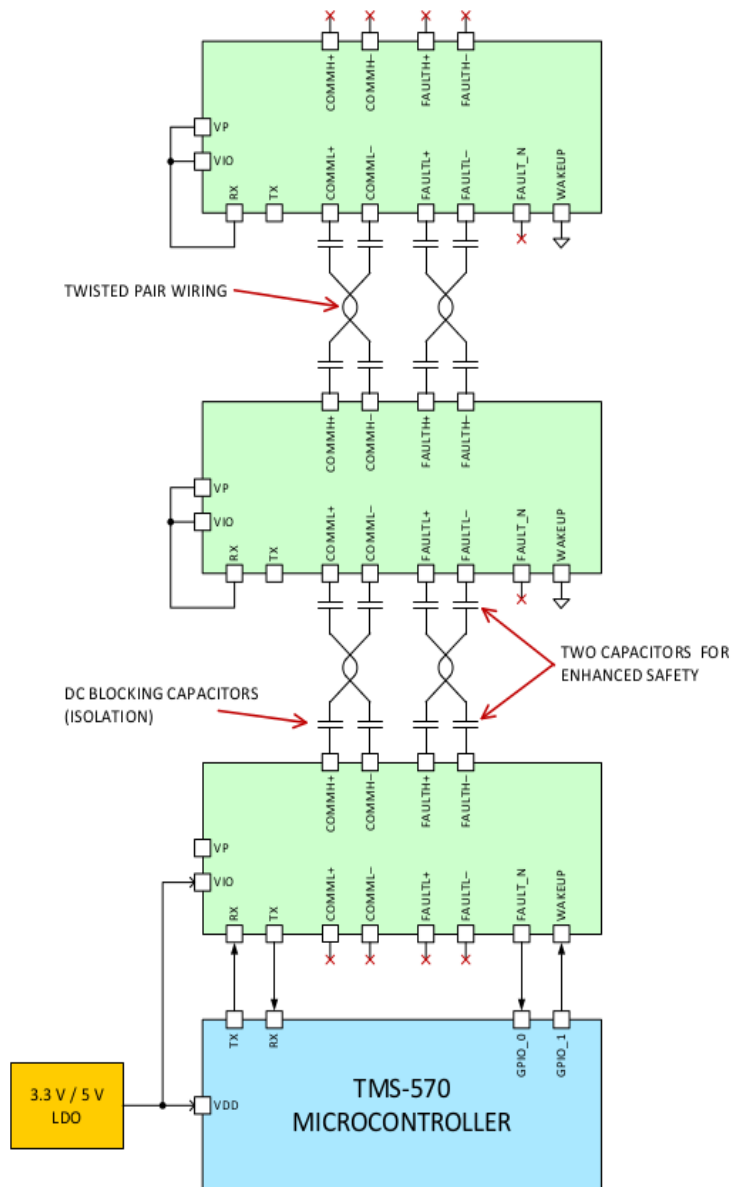 COMMH+
COMMH−
FAULTH+
FAULTH−
VP
VIO
RX
TX
COMML+
COMML−
FAULTL+
FAULTL−
FAULT_N
WAKEUP
TWISTED PAIR WIRING
COMMH+
COMMH−
FAULTH+
FAULTH−
VP
VIO
RX
TX
COMML+
COMML−
FAULTL+
FAULTL−
FAULT_N
WAKEUP
TWO CAPACITORS FOR
ENHANCED SAFETY
DC BLOCKING CAPACITORS
(ISOLATION)
COMMH+
COMMH−
FAULTH+
FAULTH−
VP
VIO
RX
TX
COMML+
COMML−
FAULTL+
FAULTL−
FAULT_N
WAKEUP
TX
RX
GPIO_0
GPIO_1
3.3 V / 5 V
LDO
VDD
TMS-570
MICROCONTROLLER